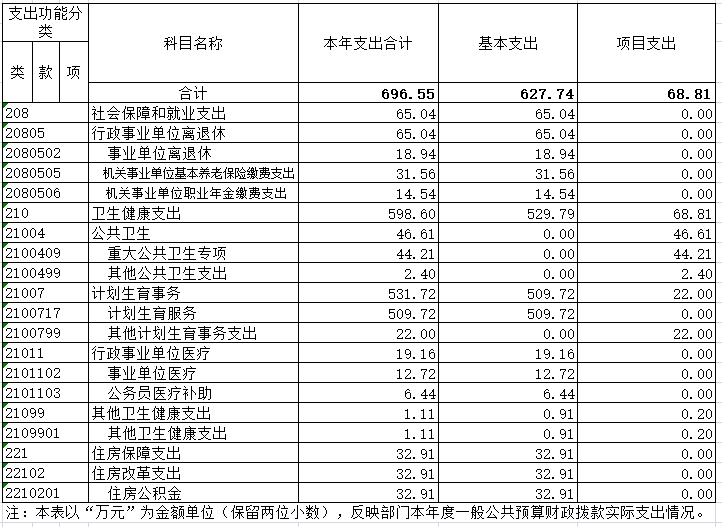 支出功能分类 科目名称 本年支出合计 基本支出 项目支出
类 款 项
合计 696.55 627.74 68.81
208 社会保障和就业支出 65.04 65.04 0.00
20805 行政事业单位离退休 65.04 65.04 0.00
2080502 事业单位离退休 18.94 18.94 0.00
2080505 机关事业单位基本养老保险缴费支出 31.56 31.56 0.00
2080506 机关事业单位职业年金缴费支出 14.54 14.54 0.00
210 卫生健康支出 598.60 529.79 68.81
21004 公共卫生 46.61 0.00 46.61
2100409 重大公共卫生专项 44.21 0.00 44.21
2100499 其他公共卫生支出 2.40 0.00 2.40
21007 计划生育事务 531.72 509.72 22.00
2100717 计划生育服务 509.72 509.72 0.00
2100799 其他计划生育事务支出 22.00 0.00 22.00
21011 行政事业单位医疗 19.16 19.16 0.00
2101102 事业单位医疗 12.72 12.72 0.00
2101103 公务员医疗补助 6.44 6.44 0.00
21099 其他卫生健康支出 1.11 0.91 0.20
2109901 其他卫生健康支出 1.11 0.91 0.20
221 住房保障支出 32.91 32.91 0.00
22102 住房改革支出 32.91 32.91 0.00
2210201 住房公积金 32.91 32.91 0.00
注：本表以“万元”为金额单位（保留两位小数），反映部门本年度一般公共预算财政拨款实际支出情况。